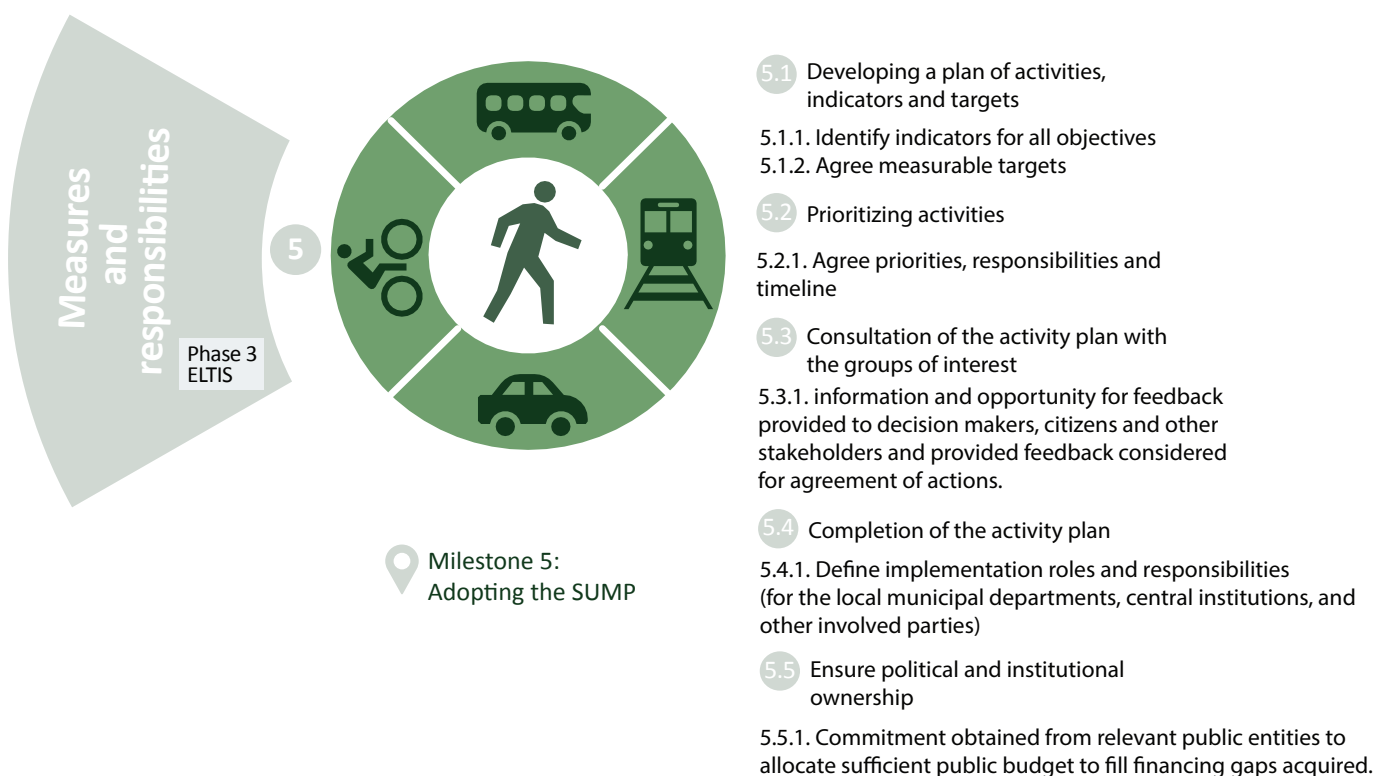 Measures
and
responsibilities
Phase 3
ELTIS
5
Milestone 5:
Adopting the SUMP
5.1 Developing a plan of activities,
indicators and targets
5.1.1. Identify indicators for all objectives
5.1.2. Agree measurable targets
5.2 Prioritizing activities
5.2.1. Agree priorities, responsibilities and
timeline
5.3 Consultation of the activity plan with
the groups of interest
5.3.1. information and opportunity for feedback
provided to decision makers, citizens and other
stakeholders and provided feedback considered
for agreement of actions.
5.4 Completion of the activity plan
5.4.1. Define implementation roles and responsibilities
(for the local municipal departments, central institutions, and
other involved parties)
5.5 Ensure political and institutional
ownership
5.5.1. Commitment obtained from relevant public entities to
allocate sufficient public budget to fill financing gaps acquired.